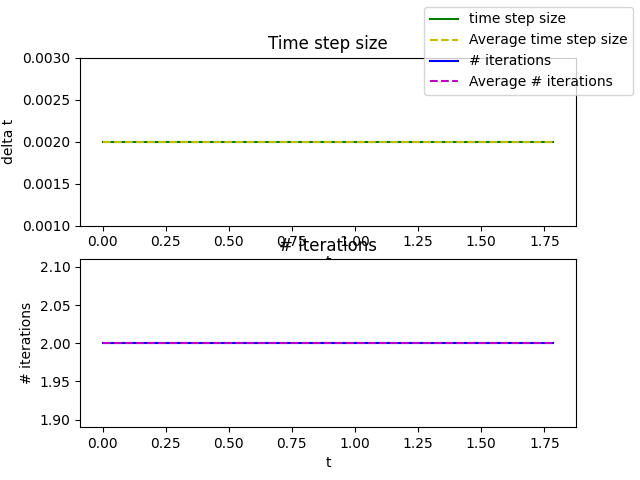 time step size
Average time step size
# iterations
Average # iterations
Time step size
0.0030
0.0025
0.0020
0.0015
0.0010
delta t
0.00 0.25 0.50 0.75 1.00 1.25 1.50 1.75
t
# iterations
2.10
2.05
2.00
1.95
1.90
# iterations
0.00 0.25 0.50 0.75 1.00 1.25 1.50 1.75
t